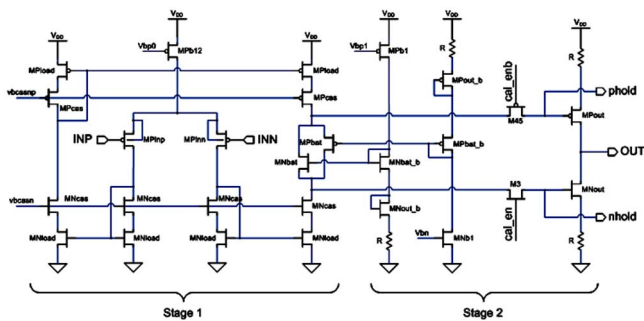 VDD
VDD
VDD
VDD
VDD
VDD
Vbp0
MPb12
Vbp1
MPb1
R
R
MPload
MPload
vbcasnp
MPcas
MPcas
MPout_b
cal_enb
phold
M45
MPout
INP
MPinp
MPinn
INN
MPbat
MPbat_b
MNbat
MNbat_b
OUT
M3
MNout
vbcasn
MNcas
MNcas
MNcas
MNcas
MNout_b
cal_en
nhold
MNload
MNload
MNload
MNload
R
Vbn
MNb1
R
Stage 1
Stage 2